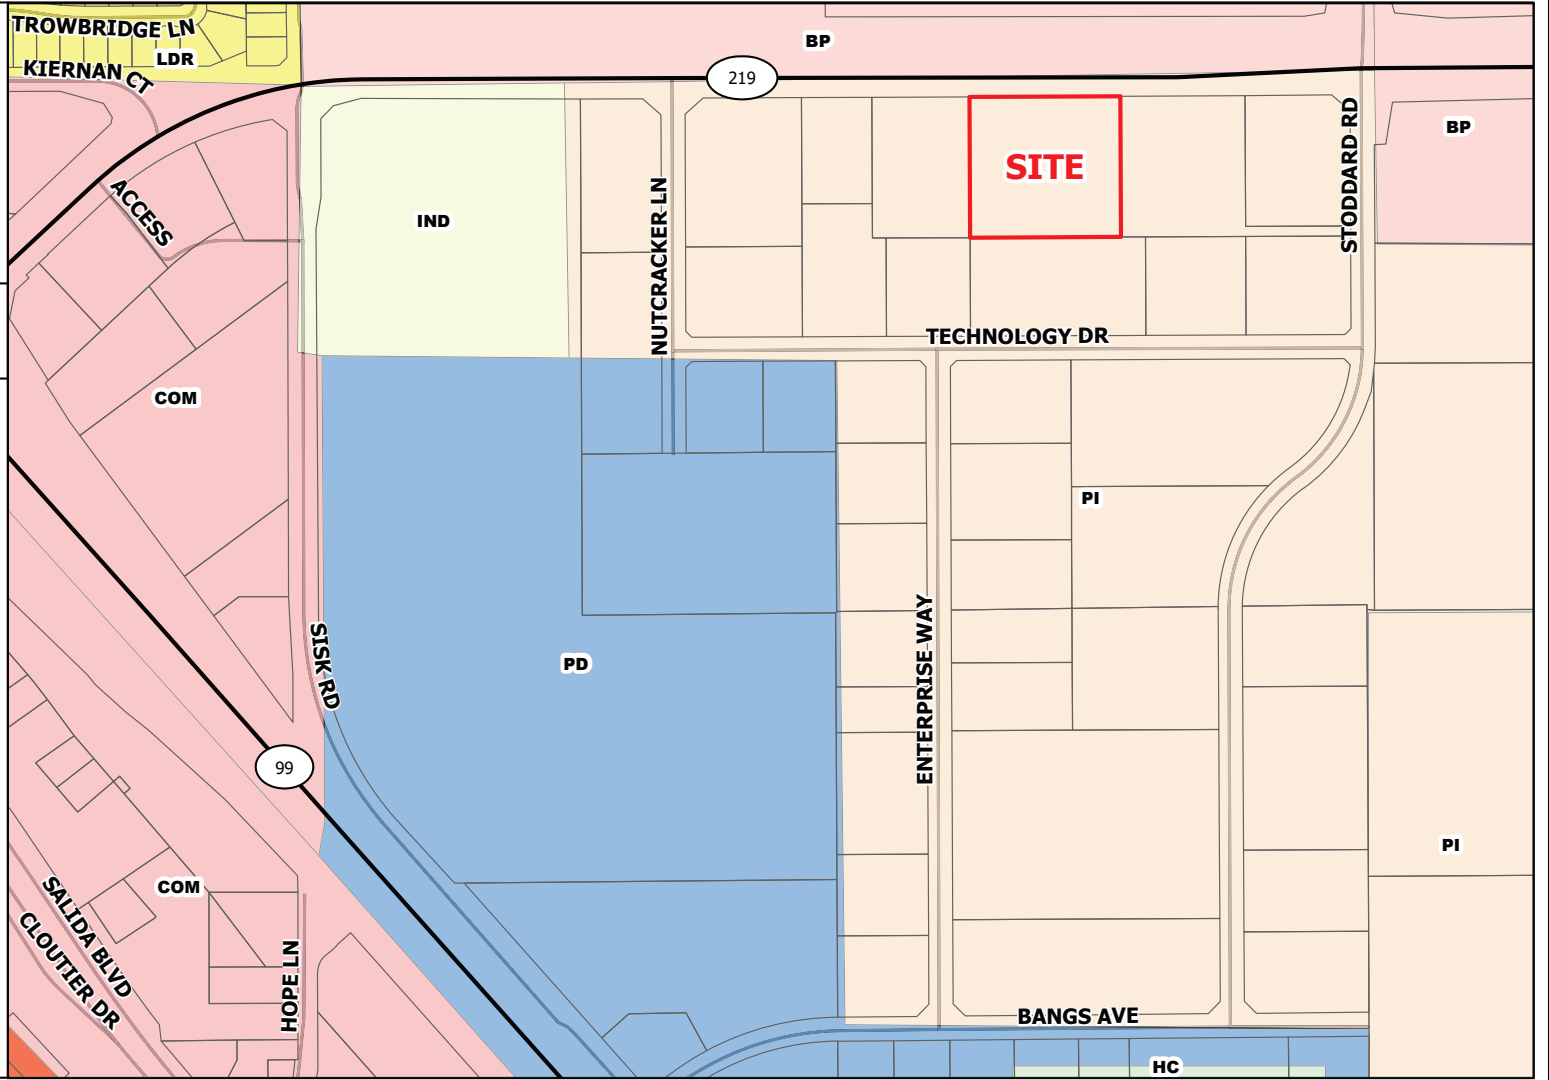 TROWBRIDGE LN
LDR
KIERNAN CT
BP
219
BP
STODDARD RD
SITE
ACCESS
IND
NUTCRACKER LN
TECHNOLOGY DR
COM
PI
SISK RD
PD
ENTERPRISE WAY
99
PI
COM
SALIDA BLVD
CLOUTIER DR
HOPE LN
BANGS AVE
HC